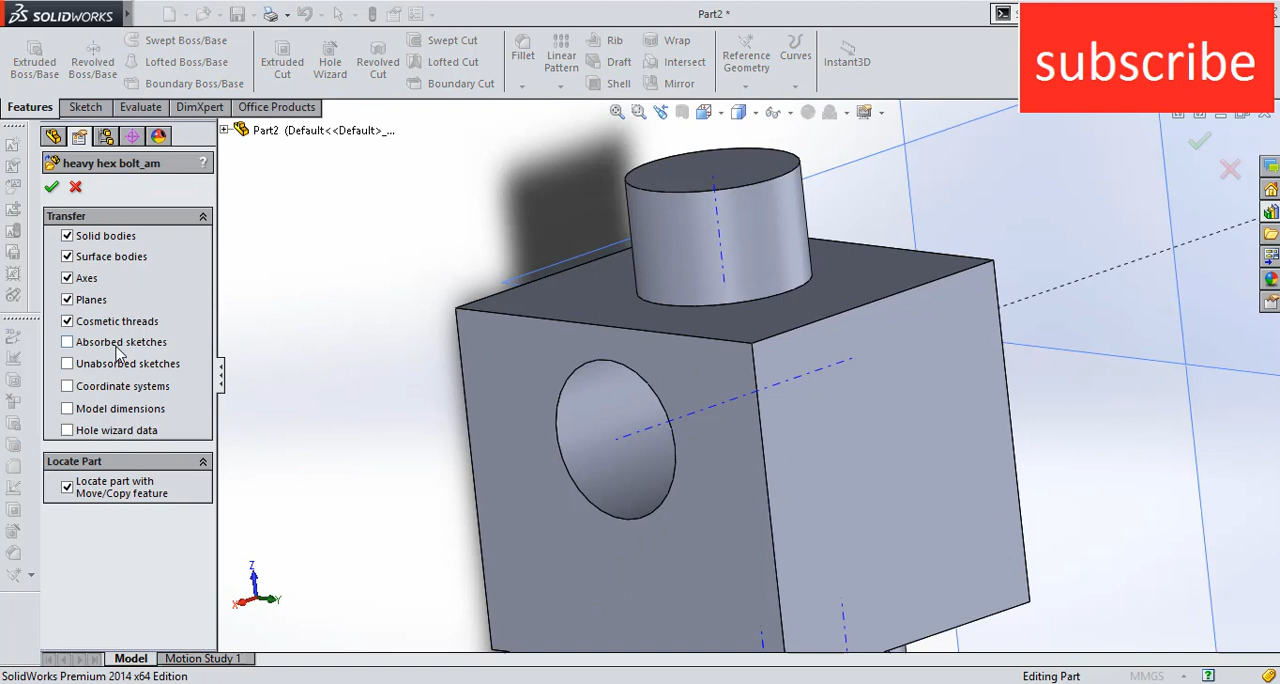 SOLIDWORKS
Part2 *
subscribe
Extruded
Boss/Base
Revolved
Boss/Base
Swept Boss/Base
Lofted Boss/Base
Boundary Boss/Base
Extruded
Cut
Hole
Wizard
Revolved
Cut
Swept Cut
Lofted Cut
Boundary Cut
Fillet
Linear
Pattern
Rib
Draft
Shell
Wrap
Intersect
Mirror
Reference
Geometry
Curves
Instant3D
Features
Sketch
Evaluate
DimXpert
Office Products
Part2 (Default<<Default>_...
heavy hex bolt_am
?
Transfer
Solid bodies
Surface bodies
Axes
Planes
Cosmetic threads
Absorbed sketches
Unabsorbed sketches
Coordinate systems
Model dimensions
Hole wizard data
Locate Part
Locate part with
Move/Copy feature
Z
X
Y
Model
Motion Study 1
SolidWorks Premium 2014 x64 Edition
Editing Part
MMGS
?